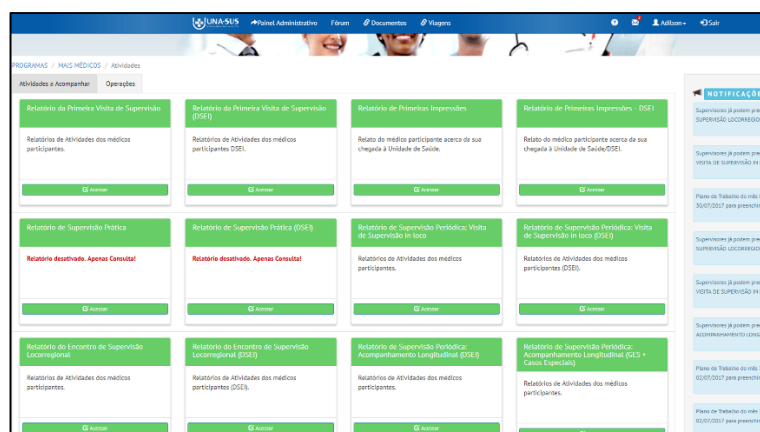 UNA-SUS Painel Administrativo Fórum Documentos Viagens Adilson Sair
PROGRAMAS / MAIS MÉDICOS / Atividades
Atividades a Acompanhar Operações
NOTIFICAÇÕE
Relatório da Primeira Visita de Supervisão
Relatórios de Atividades dos médicos
participantes.
Acessar
Relatório da Primeira Visita de Supervisão
(DSEI)
Relatórios de Atividades dos médicos
participantes DSEI.
Acessar
Relatório de Primeiras Impressões
Relato do médico participante acerca da sua
chegada à Unidade de Saúde.
Acessar
Relatório de Primeiras Impressões - DSEI
Relato do médico participante acerca da sua
chegada à Unidade de Saúde/DSEI.
Acessar
Relatório de Supervisão Prática
Relatório desativado. Apenas Consulta!
Acessar
Relatório de Supervisão Prática (DSEI)
Relatório desativado. Apenas Consulta!
Acessar
Relatório de Supervisão Periódica: Visita
de Supervisão in loco
Relatórios de Atividades dos médicos
participantes.
Acessar
Relatório de Supervisão Periódica: Visita
de Supervisão in loco (DSEI)
Relatórios de Atividades dos médicos
participantes (DSEI).
Acessar
Relatório do Encontro de Supervisão
Locorregional
Relatórios de Atividades dos médicos
participantes.
Acessar
Relatório do Encontro de Supervisão
Locorregional (DSEI)
Relatórios de Atividades dos médicos
participantes (DSEI).
Acessar
Relatório de Supervisão Periódica:
Acompanhamento Longitudinal (DSEI)
Relatórios de Atividades dos médicos
participantes.
Acessar
Relatório de Supervisão Periódica:
Acompanhamento Longitudinal (GES +
Casos Especiais)
Relatórios de Atividades dos médicos
participantes.
Supervisores já podem pre
SUPERVISÃO LOCORREGIO
Supervisores já podem pre
VISITA DE SUPERVISÃO IN
Plano de Trabalho do mês
30/07/2017 para preenchim
Supervisores já podem pre
SUPERVISÃO LOCORREGIO
Supervisores já podem pre
VISITA DE SUPERVISÃO IN
Supervisores já podem pre
ACOMPANHAMENTO LONG
Plano de Trabalho do mês
02/07/2017 para preenchim
Plano de Trabalho do mês
02/07/2017 para preenchim